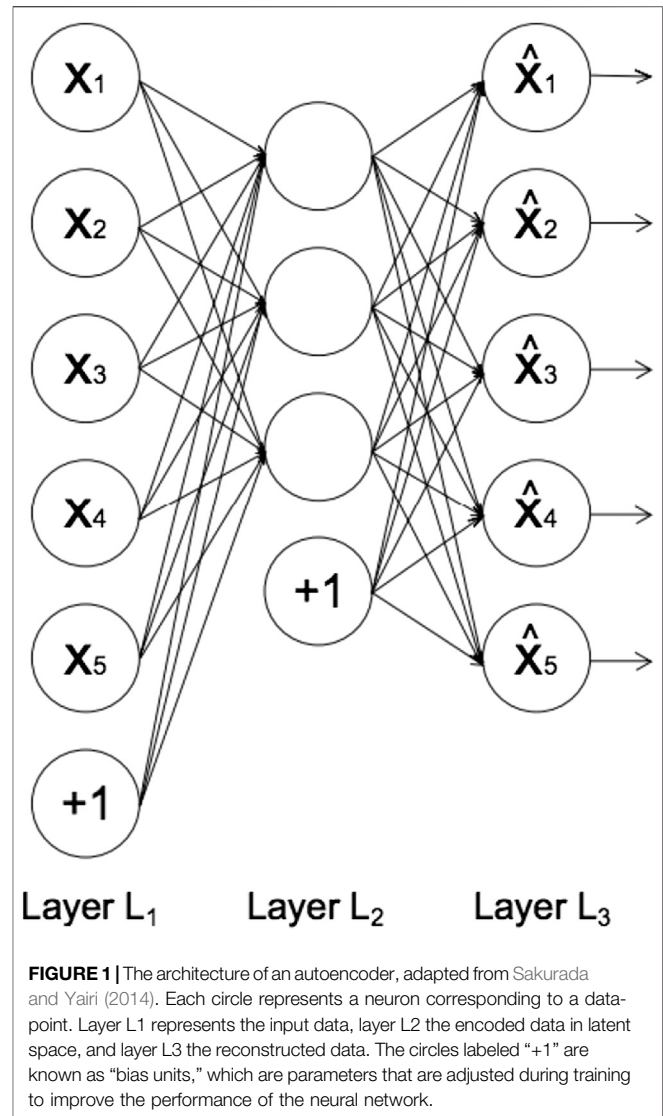 X1
X̂1
X2
X̂2
X3
X̂3
X4
X̂4
+1
X5
X̂5
+1
Layer L1 Layer L2 Layer L3
FIGURE 1 | The architecture of an autoencoder, adapted from Sakurada
and Yairi (2014). Each circle represents a neuron corresponding to a data-
point. Layer L1 represents the input data, layer L2 the encoded data in latent
space, and layer L3 the reconstructed data. The circles labeled “+1” are
known as “bias units,” which are parameters that are adjusted during training
to improve the performance of the neural network.